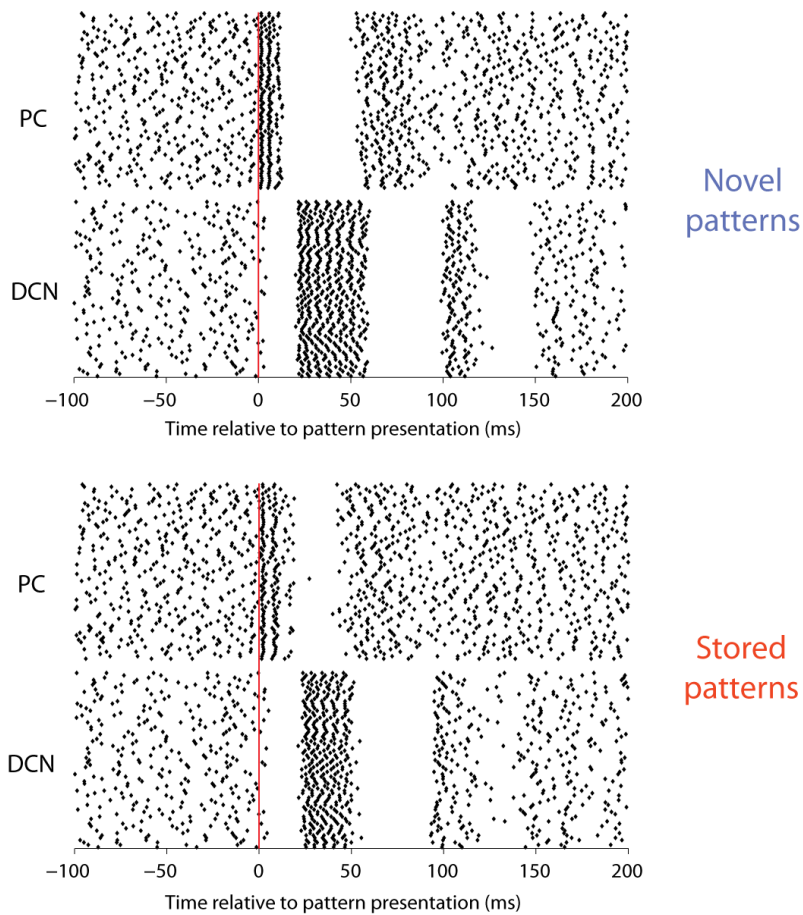 PC
Novel
patterns
DCN
−100 −50 0 50 100 150 200
Time relative to pattern presentation (ms)
PC
Stored
patterns
DCN
−100 −50 0 50 100 150 200
Time relative to pattern presentation (ms)